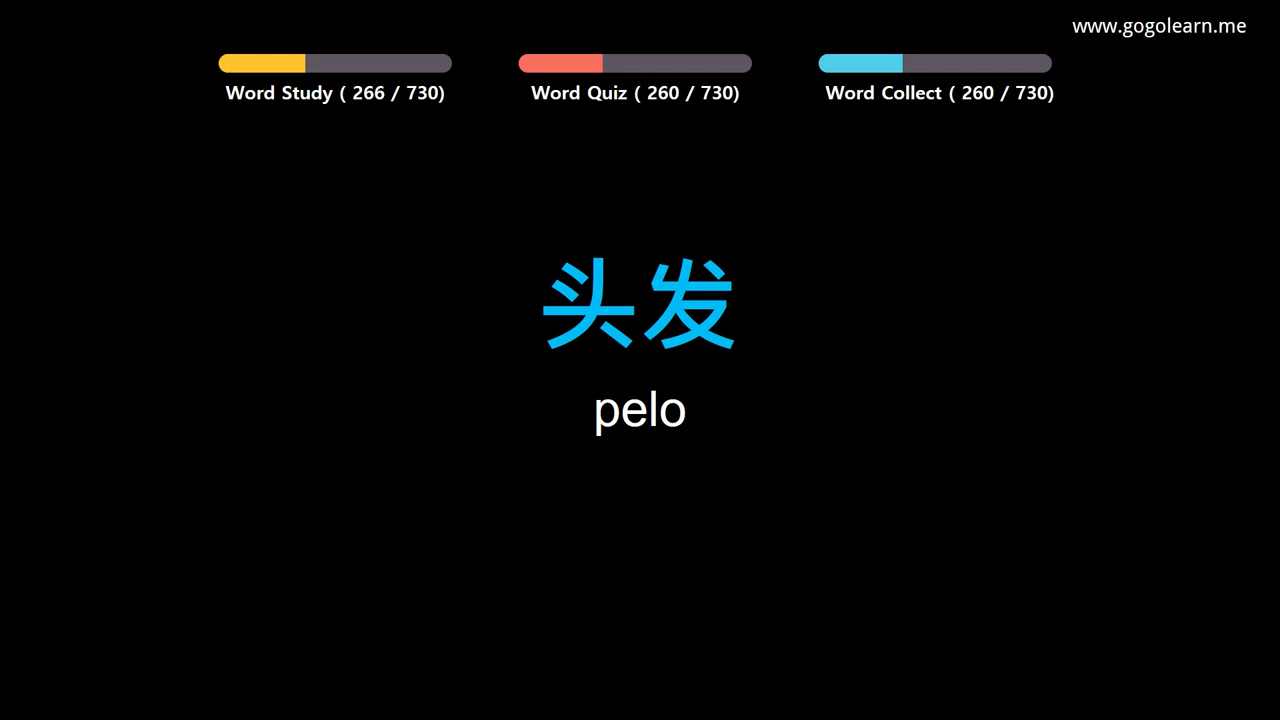 www.gogolearn.me
Word Study ( 266 / 730)
Word Quiz ( 260 / 730)
Word Collect ( 260 / 730)
头发
pelo